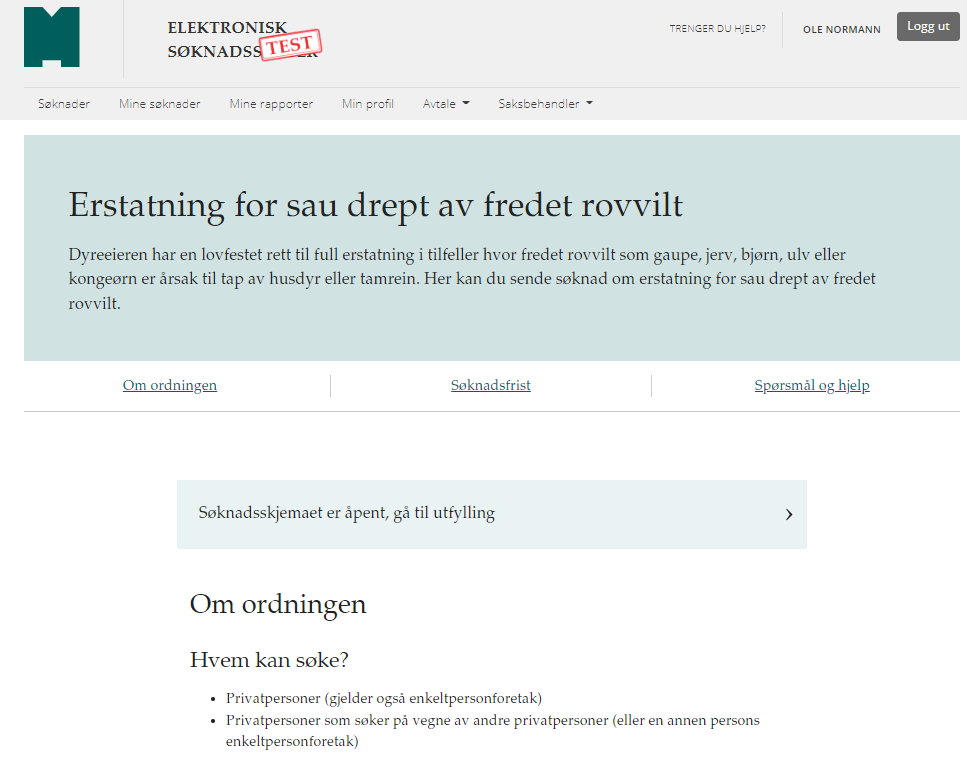 ELEKTRONISK
SØKNADSS
TEST
TRENGER DU HJELP?
OLE NORMANN
Logg ut
Søknader
Mine søknader
Mine rapporter
Min profil
Avtale
Saksbehandler
Erstatning for sau drept av fredet rovvilt
Dyreeieren har en lovfestet rett til full erstatning i tilfeller hvor fredet rovvilt som gaupe, jerv, bjørn, ulv eller
kongeørn er årsak til tap av husdyr eller tamrein. Her kan du sende søknad om erstatning for sau drept av fredet
rovvilt.
Om ordningen
Søknadsfrist
Spørsmål og hjelp
Søknadsskjemaet er åpent, gå til utfylling
Om ordningen
Hvem kan søke?
• Privatpersoner (gjelder også enkeltpersonforetak)
• Privatpersoner som søker på vegne av andre privatpersoner (eller en annen persons
enkeltpersonforetak)